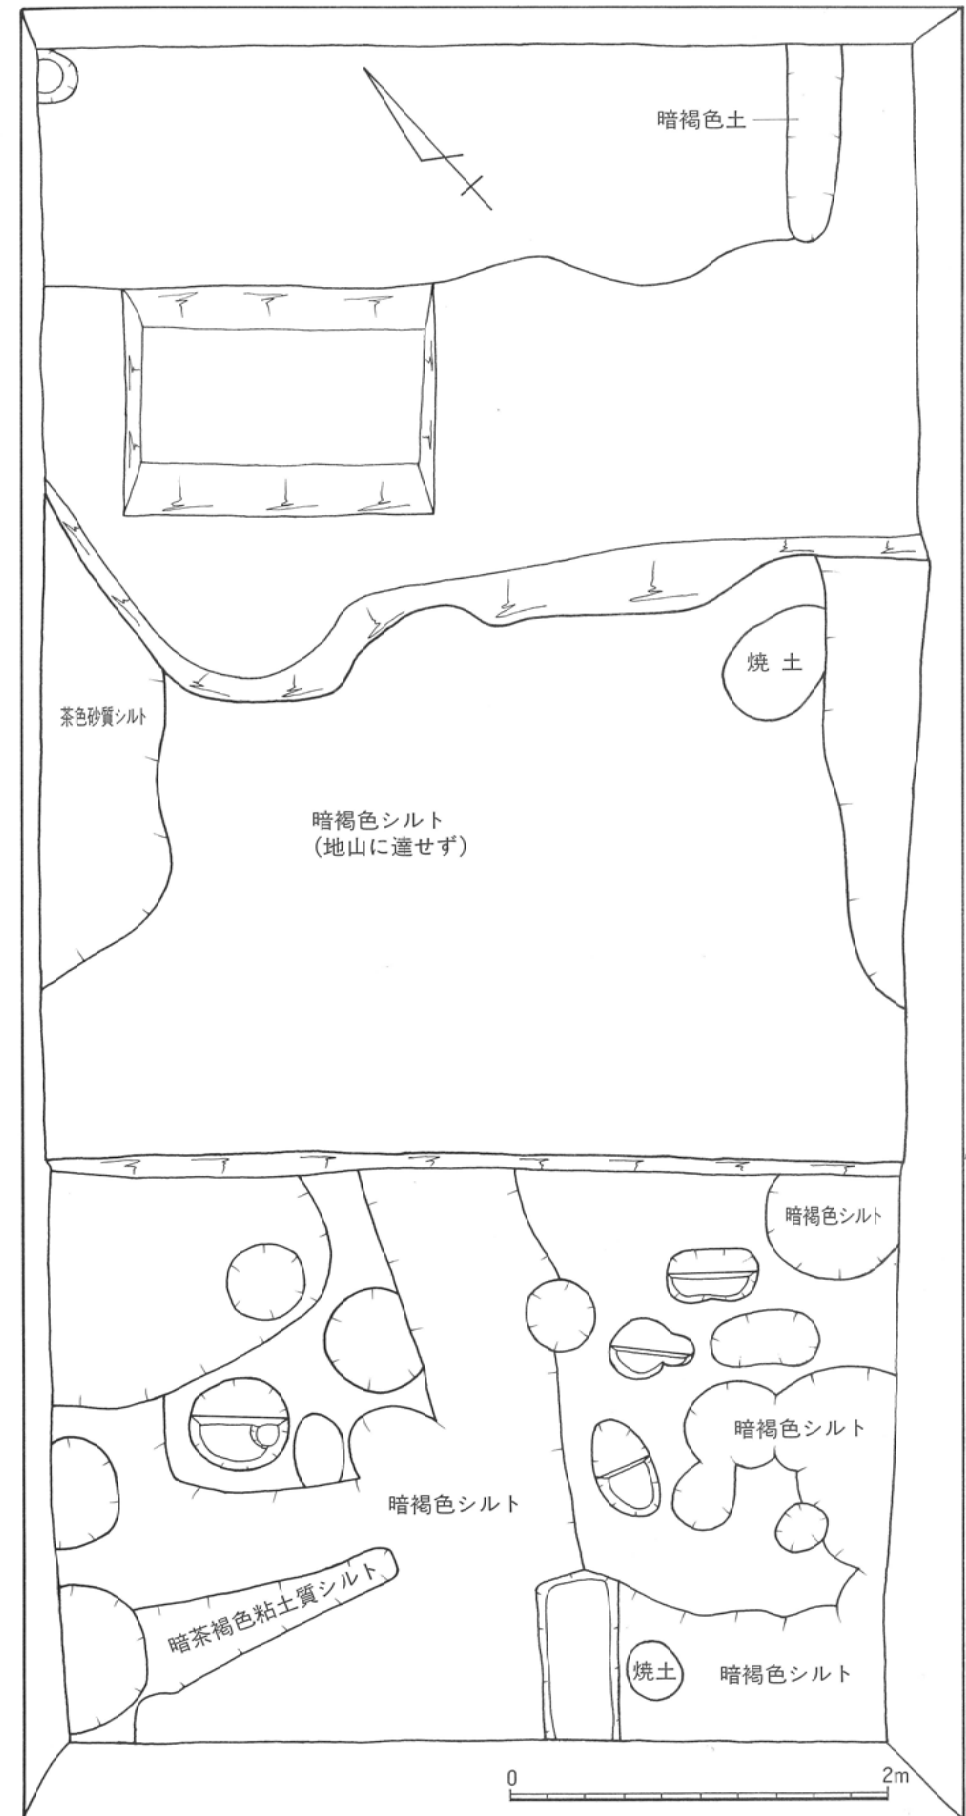 暗褐色土
焼 土
茶色砂質シルト
暗褐色シルト
(地山に達せず)
暗褐色シルト
暗褐色シルト
暗褐色シルト
暗茶褐色粘土質シルト
焼土
暗褐色シルト
0
2m